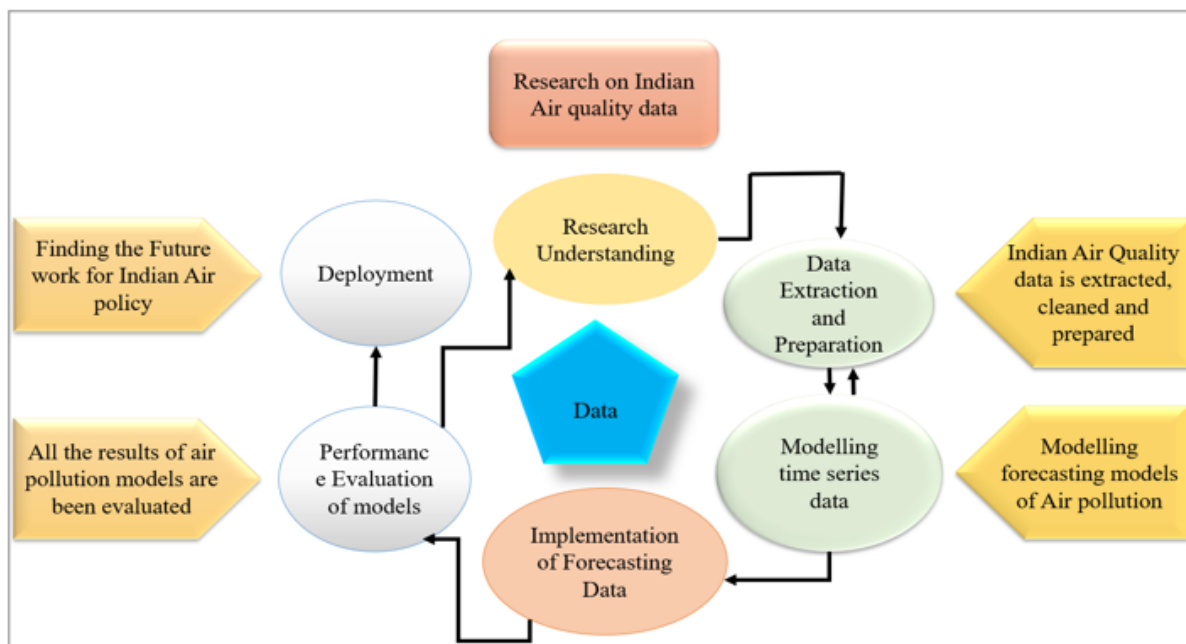 Research on Indian
Air quality data
Research
Understanding
Finding the Future
work for Indian Air
policy
Deployment
Data
Extraction
and
Preparation
Indian Air Quality
data is extracted,
cleaned and
prepared
Data
All the results of air
pollution models are
been evaluated
Performanc
e Evaluation
of models
Modelling
time series
data
Modelling
forecasting models
of Air pollution
Implementation
of Forecasting
Data